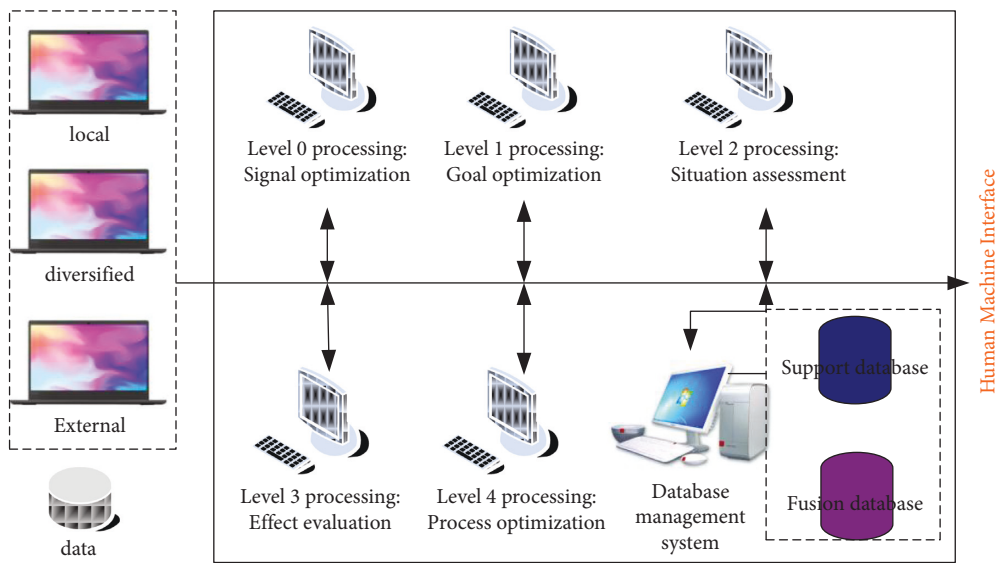 local
diversified
External
data
Level 0 processing:
Signal optimization
Level 1 processing:
Goal optimization
Level 2 processing:
Situation assessment
Level 3 processing:
Effect evaluation
Level 4 processing:
Process optimization
Database
management
system
Support database
Fusion database
Human Machine Interface